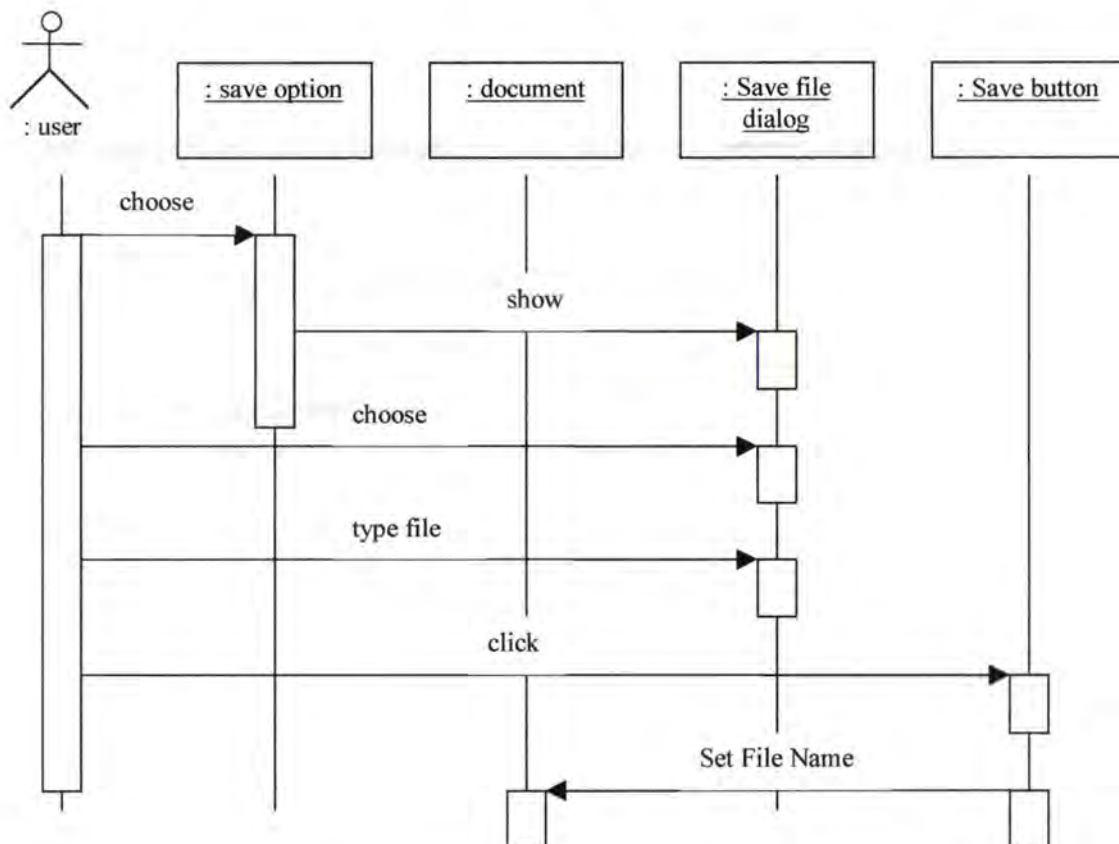 : user
: save option
: document
: Save file
dialog
: Save button
choose
show
choose
type file
click
Set File Name